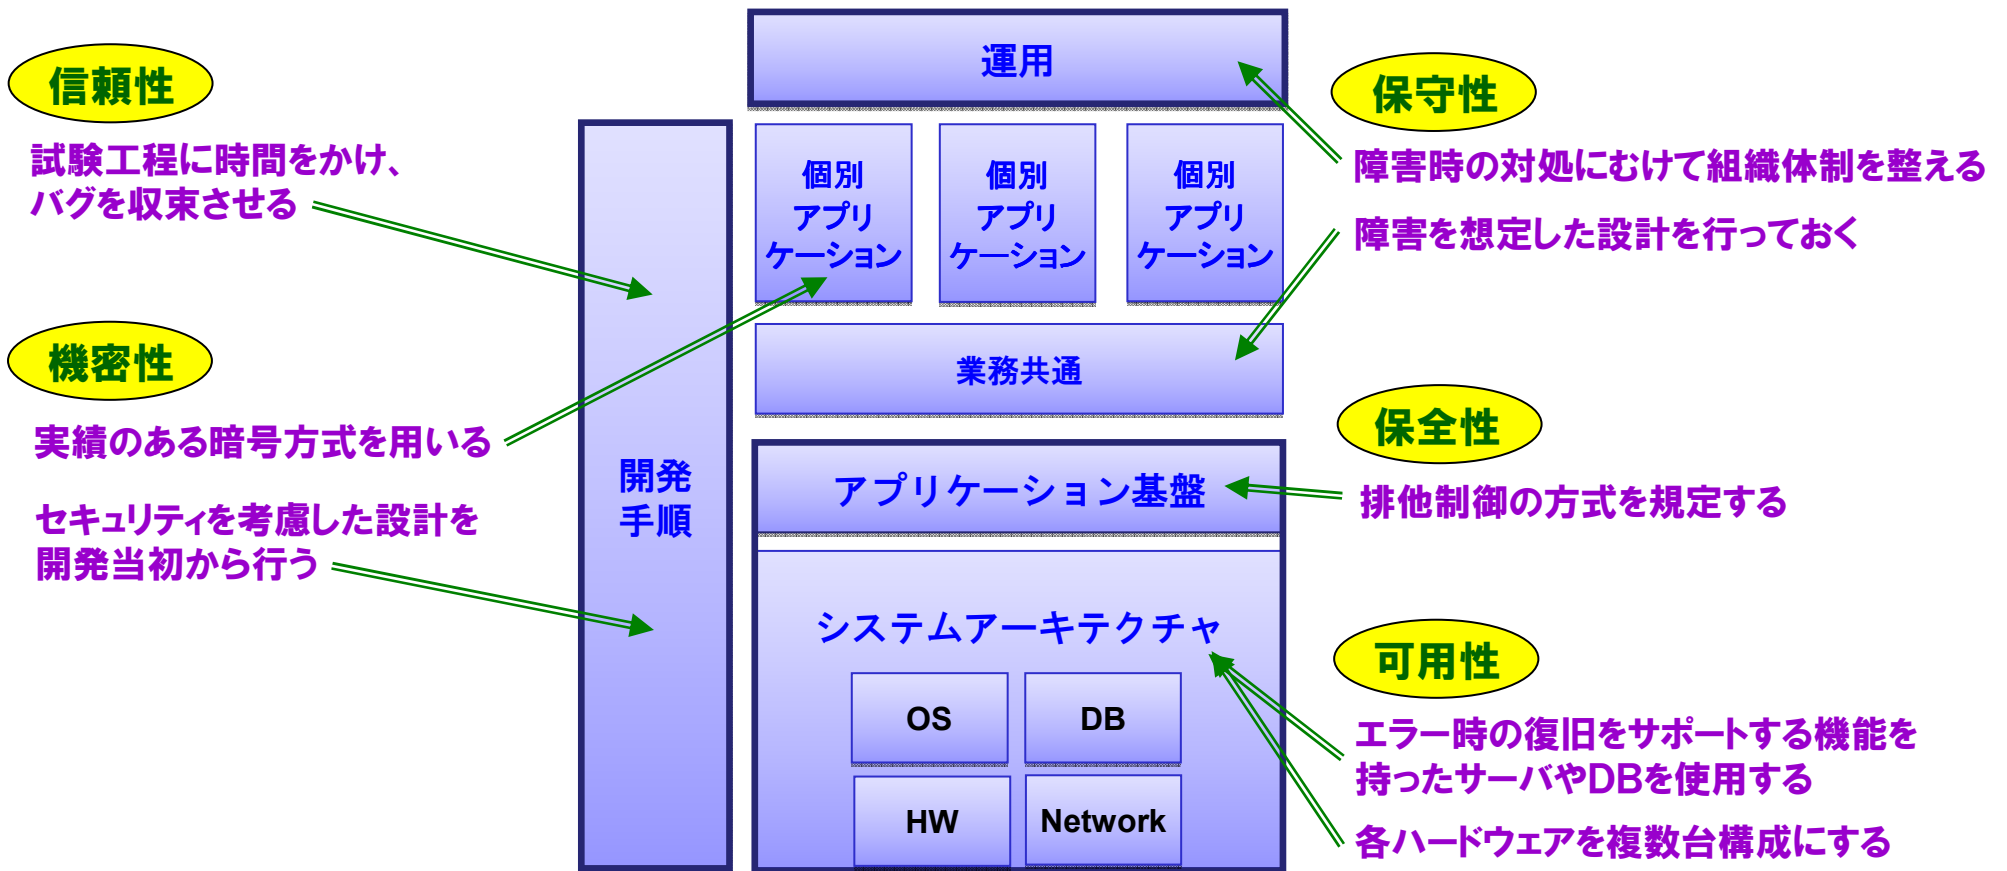 運用
信頼性
試験工程に時間をかけ、
バグを収束させる
機密性
実績のある暗号方式を用いる
セキュリティを考慮した設計を
開発当初から行う
開発
手順
個別
アプリ
ケーション
個別
アプリ
ケーション
個別
アプリ
ケーション
業務共通
アプリケーション基盤
システムアーキテクチャ
OS
DB
HW
Network
保守性
障害時の対処にむけて組織体制を整える
障害を想定した設計を行っておく
保全性
排他制御の方式を規定する
可用性
エラー時の復旧をサポートする機能を
持ったサーバやDBを使用する
各ハードウェアを複数台構成にする